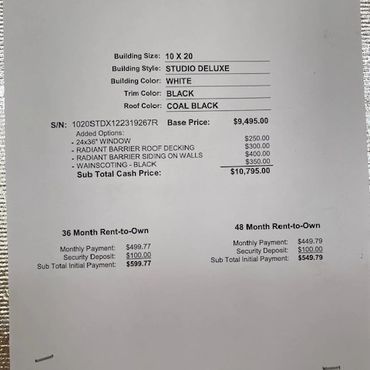 Building Size: 10 X 20
Building Style: STUDIO DELUXE
Building Color: WHITE
Trim Color: BLACK
Roof Color: COAL BLACK
S/N: 1020STDX122319267R Base Price: $9,495.00
Added Options:
- 24x36" WINDOW $250.00
- RADIANT BARRIER ROOF DECKING $300.00
- RADIANT BARRIER SIDING ON WALLS $400.00
- WAINSCOTING - BLACK $350.00
Sub Total Cash Price: $10,795.00
36 Month Rent-to-Own
Monthly Payment: $499.77
Security Deposit: $100.00
Sub Total Initial Payment: $599.77
48 Month Rent-to-Own
Monthly Payment: $449.79
Security Deposit: $100.00
Sub Total Initial Payment: $549.79